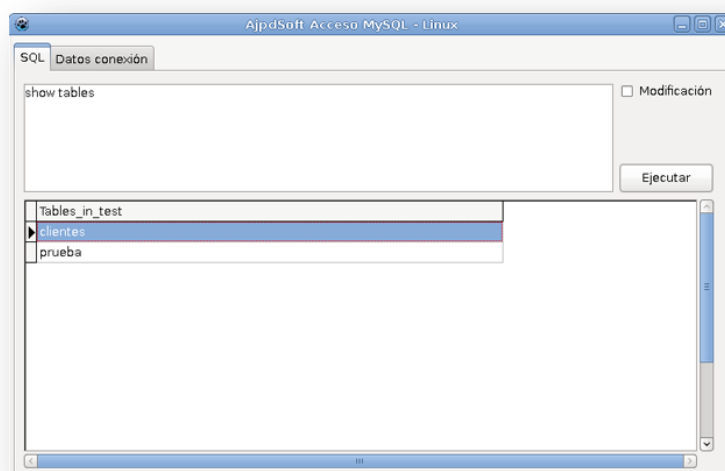 AjpdSoft Acceso MySQL - Linux
SQL Datos conexión
show tables
Modificación
Ejecutar
Tables_in_test
clientes
prueba